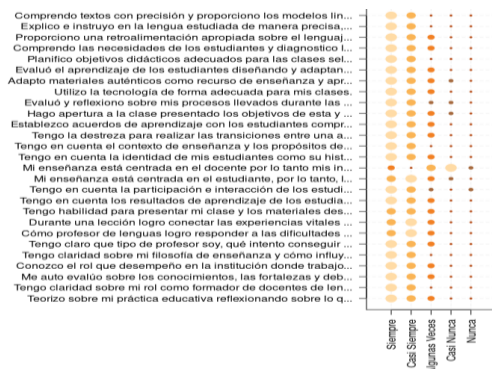 Comprendo textos con precisión y proporciono los modelos lin...
Explico e instruyo en la lengua estudiada de manera precisa,...
Proporciono una retroalimentación apropiada sobre el lenguaj...
Comprendo las necesidades de los estudiantes y diagnostico l...
Planifico objetivos didácticos adecuados para las clases sel...
Evaluó el aprendizaje de los estudiantes diseñando y adaptan...
Adapto materiales auténticos como recurso de enseñanza y apr...
Utilizo la tecnología de forma adecuada para mis clases.
Evaluó y reflexiono sobre mis procesos llevados durante las ...
Hago apertura a la clase presentado los objetivos de esta y ...
Establezco acuerdos de aprendizaje con los estudiantes compr...
Tengo la destreza para realizar las transiciones entre una a...
Tengo en cuenta el contexto de enseñanza y los propósitos de...
Tengo en cuenta la identidad de mis estudiantes como su hist...
Mi enseñanza está centrada en el docente por lo tanto mis in...
Mi enseñanza está centrada en el estudiante, por lo tanto, l...
Tengo en cuenta la participación e interacción de los estudi...
Tengo en cuenta los resultados de aprendizaje de los estudia...
Tengo habilidad para presentar mi clase y los materiales des...
Durante una lección logro conectar las experiencias vitales ...
Cómo profesor de lenguas logro responder a las dificultades ...
Tengo claro que tipo de profesor soy, qué intento conseguir ...
Tengo claridad sobre mi filosofía de enseñanza y cómo influy...
Conozco el rol que desempeño en la institución donde trabajo...
Me auto evalúo sobre los conocimientos, las fortalezas y deb...
Tengo claridad sobre mi rol como formador de docentes de len...
Teorizo sobre mi práctica educativa reflexionando sobre lo q...
Siempre
Casi Siempre
lgunas Veces
Casi Nunca
Nunca